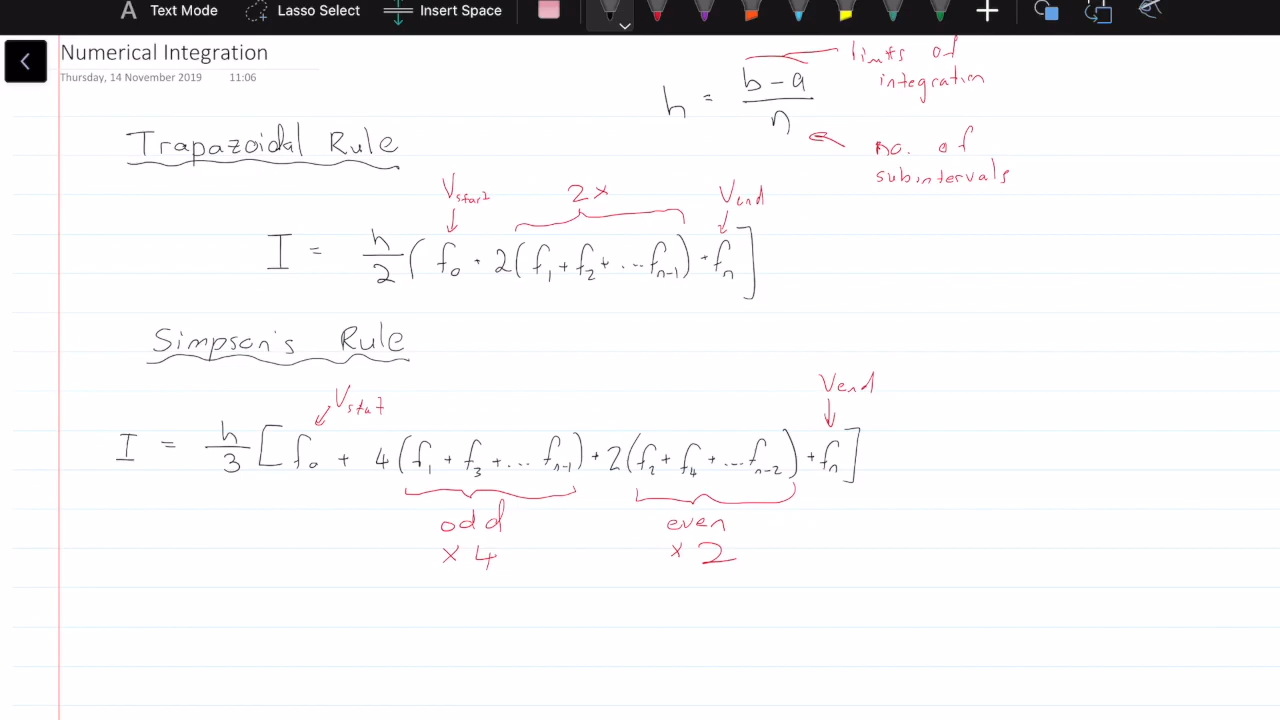 Text Mode
Lasso Select
Insert Space
Numerical Integration
Thursday, 14 November 2019 11:06
h = b - a / n
limits of
integration
no. of
subintervals
Trapazoidal Rule
Vstart 2x Vend
I = h/2 ( f0 + 2(f1 + f2 + ...fn-1) + fn ]
Simpson's Rule
Vstart Vend
I = h/3 [ f0 + 4(f1 + f3 + ... fn-1) + 2(f2 + f4 + ...fn-2) + fn ]
odd even
x 4 x 2